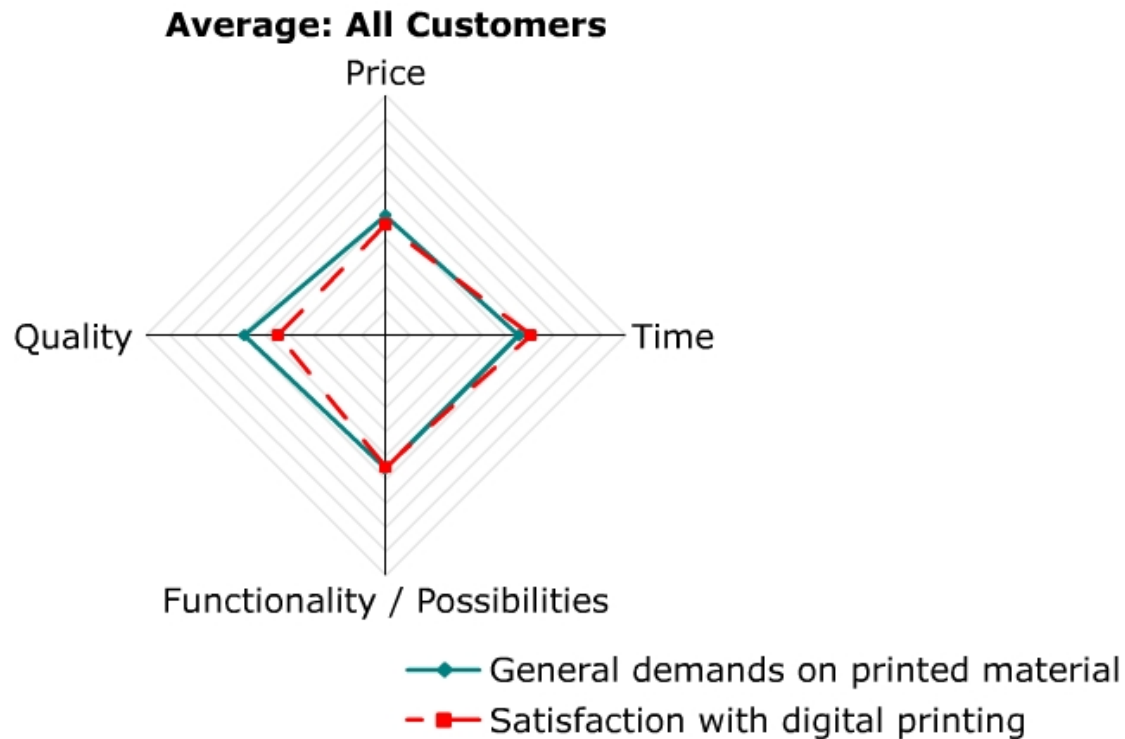 Average: All Customers
Price
Quality
Time
Functionality / Possibilities
General demands on printed material
Satisfaction with digital printing